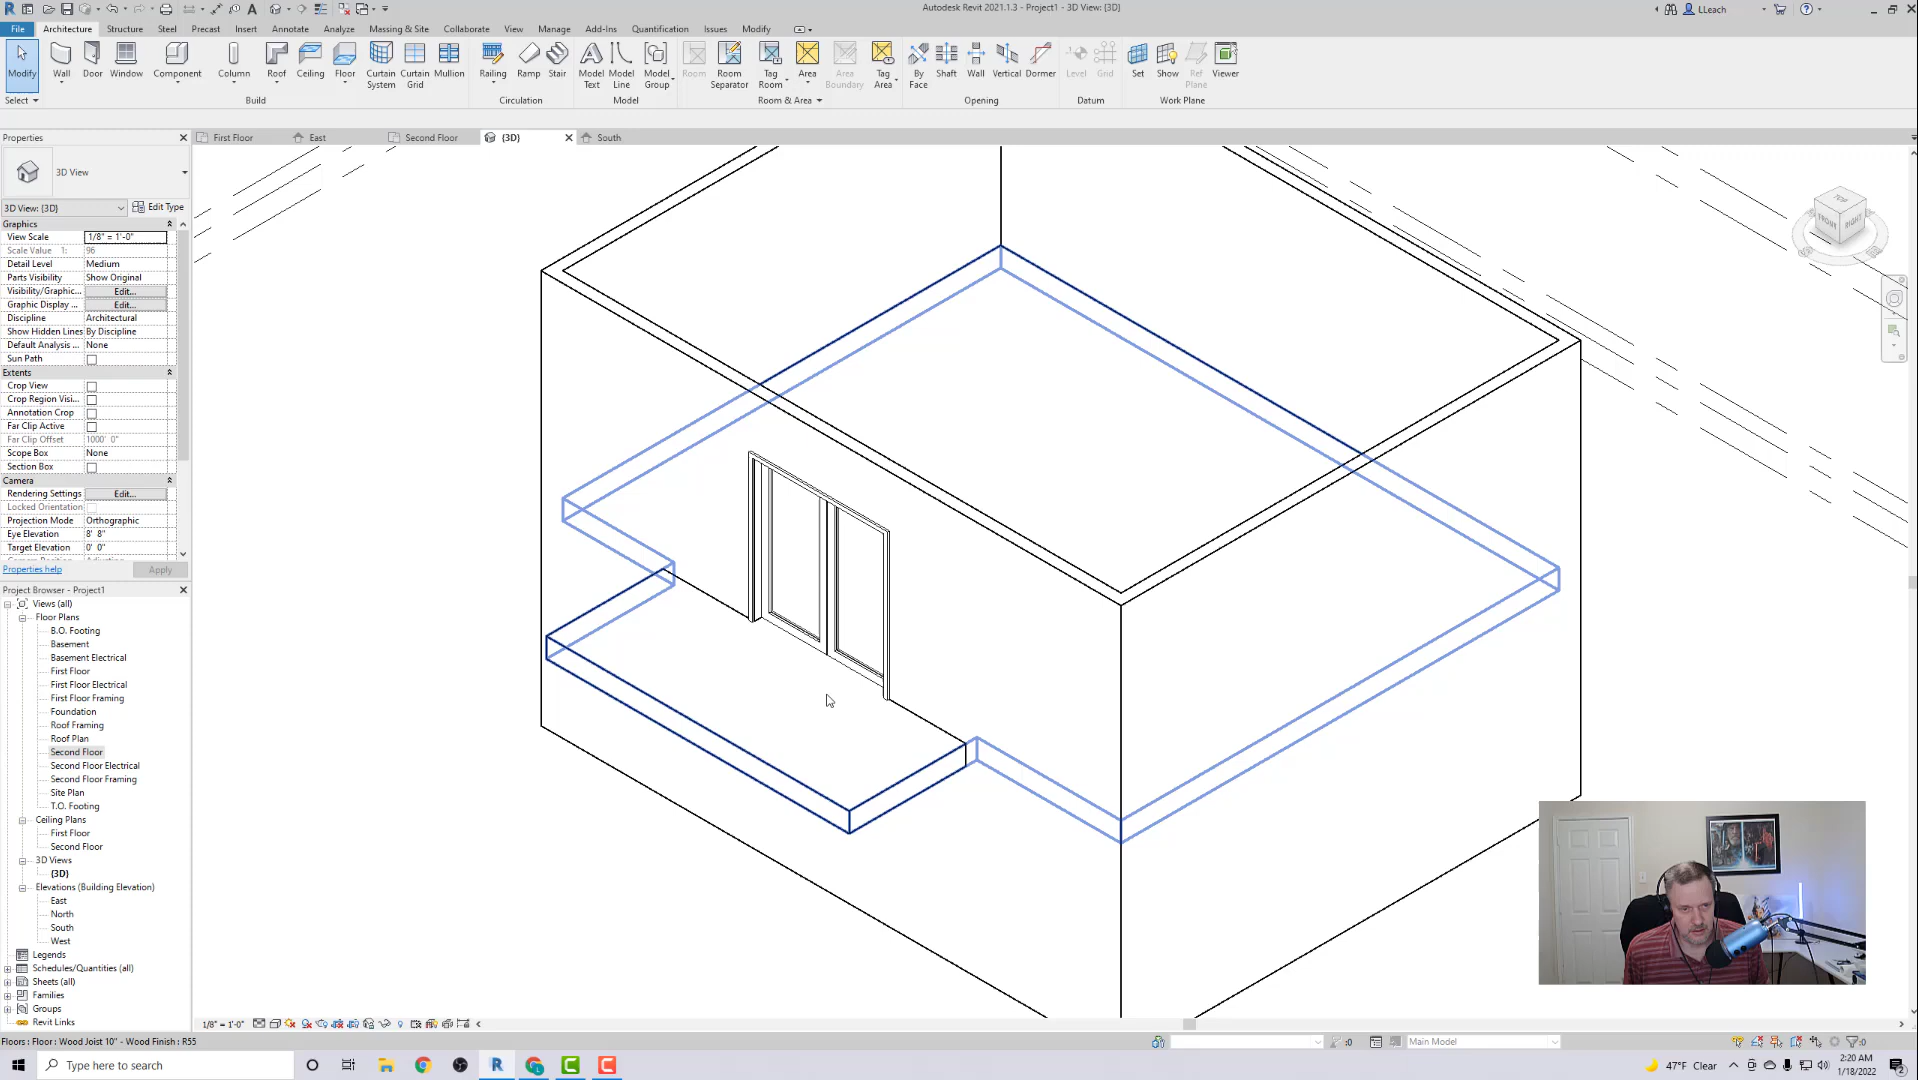 Autodesk Revit 2021.1.3 - Project1 - 3D View: {3D}
LLeach
File Architecture Structure Steel Precast Insert Annotate Analyze Massing & Site Collaborate View Manage Add-Ins Quantification Issues Modify
Modify Wall Door Window Component Column Roof Ceiling Floor Curtain System Curtain Grid Mullion Railing Ramp Stair Model Text Model Line Model Group Room Room Separator Tag Room Area Area Boundary Tag Area By Face Shaft Wall Vertical Dormer Level Grid Set Show Ref Plane Viewer
Select Build Circulation Model Room & Area Opening Datum Work Plane
Properties
First Floor East Second Floor {3D} South
3D View
3D View: {3D} Edit Type
Graphics
View Scale 1/8" = 1'-0"
Scale Value 1: 96
Detail Level Medium
Parts Visibility Show Original
Visibility/Graphic... Edit...
Graphic Display ... Edit...
Discipline Architectural
Show Hidden Lines By Discipline
Default Analysis ... None
Sun Path
Extents
Crop View
Crop Region Visi...
Annotation Crop
Far Clip Active
Far Clip Offset 1000' 0"
Scope Box None
Section Box
Camera
Rendering Settings Edit...
Locked Orientation
Projection Mode Orthographic
Eye Elevation 8' 8"
Target Elevation 0' 0"
Properties help Apply
TOP
FRONT RIGHT
Project Browser - Project1
Views (all)
Floor Plans
B.O. Footing
Basement
Basement Electrical
First Floor
First Floor Electrical
First Floor Framing
Foundation
Roof Framing
Roof Plan
Second Floor
Second Floor Electrical
Second Floor Framing
Site Plan
T.O. Footing
Ceiling Plans
First Floor
Second Floor
3D Views
{3D}
Elevations (Building Elevation)
East
North
South
West
Legends
Schedules/Quantities (all)
Sheets (all)
Families
Groups
Revit Links
1/8" = 1'-0"
Floors : Floor : Wood Joist 10" - Wood Finish : R55
:0 Main Model :0
Type here to search
47°F Clear
2:20 AM
1/18/2022
2